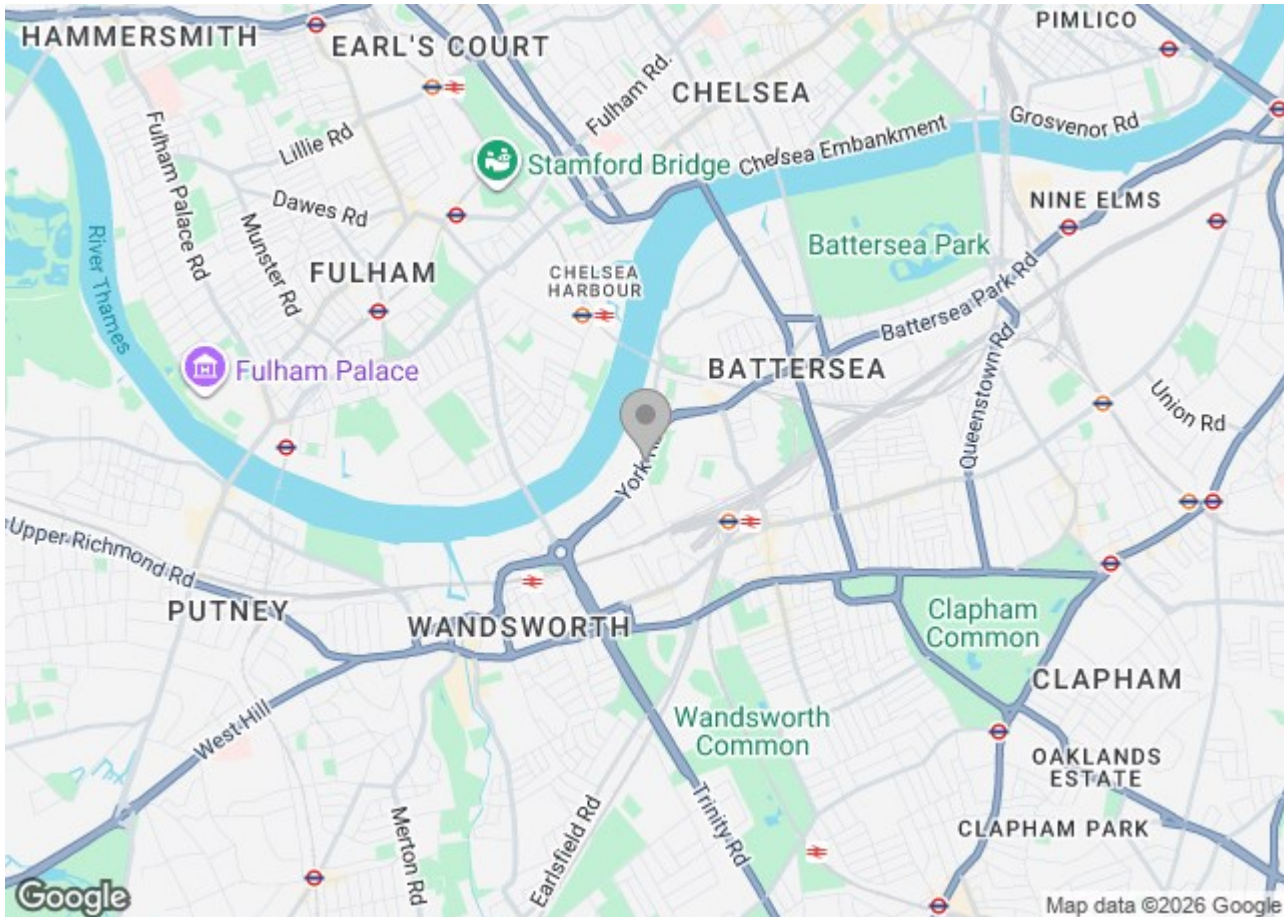 HAMMERSMITH
EARL'S COURT
PIMLICO
CHELSEA
Fulham Rd.
Grosvenor Rd
Lillie Rd
Fulham Palace Rd
Stamford Bridge
Chelsea Embankment
Dawes Rd
Munster Rd
NINE ELMS
River Thames
FULHAM
CHELSEA
HARBOUR
Battersea Park
Battersea Park Rd
Fulham Palace
BATTERSEA
Queenstown Rd
Union Rd
York
Upper Richmond Rd
PUTNEY
WANDSWORTH
Clapham
Common
CLAPHAM
West Hill
Wandsworth
Common
OAKLANDS
ESTATE
Merton Rd
Earlsfield Rd
Trinity Rd
CLAPHAM PARK
Google
Map data ©2026 Google